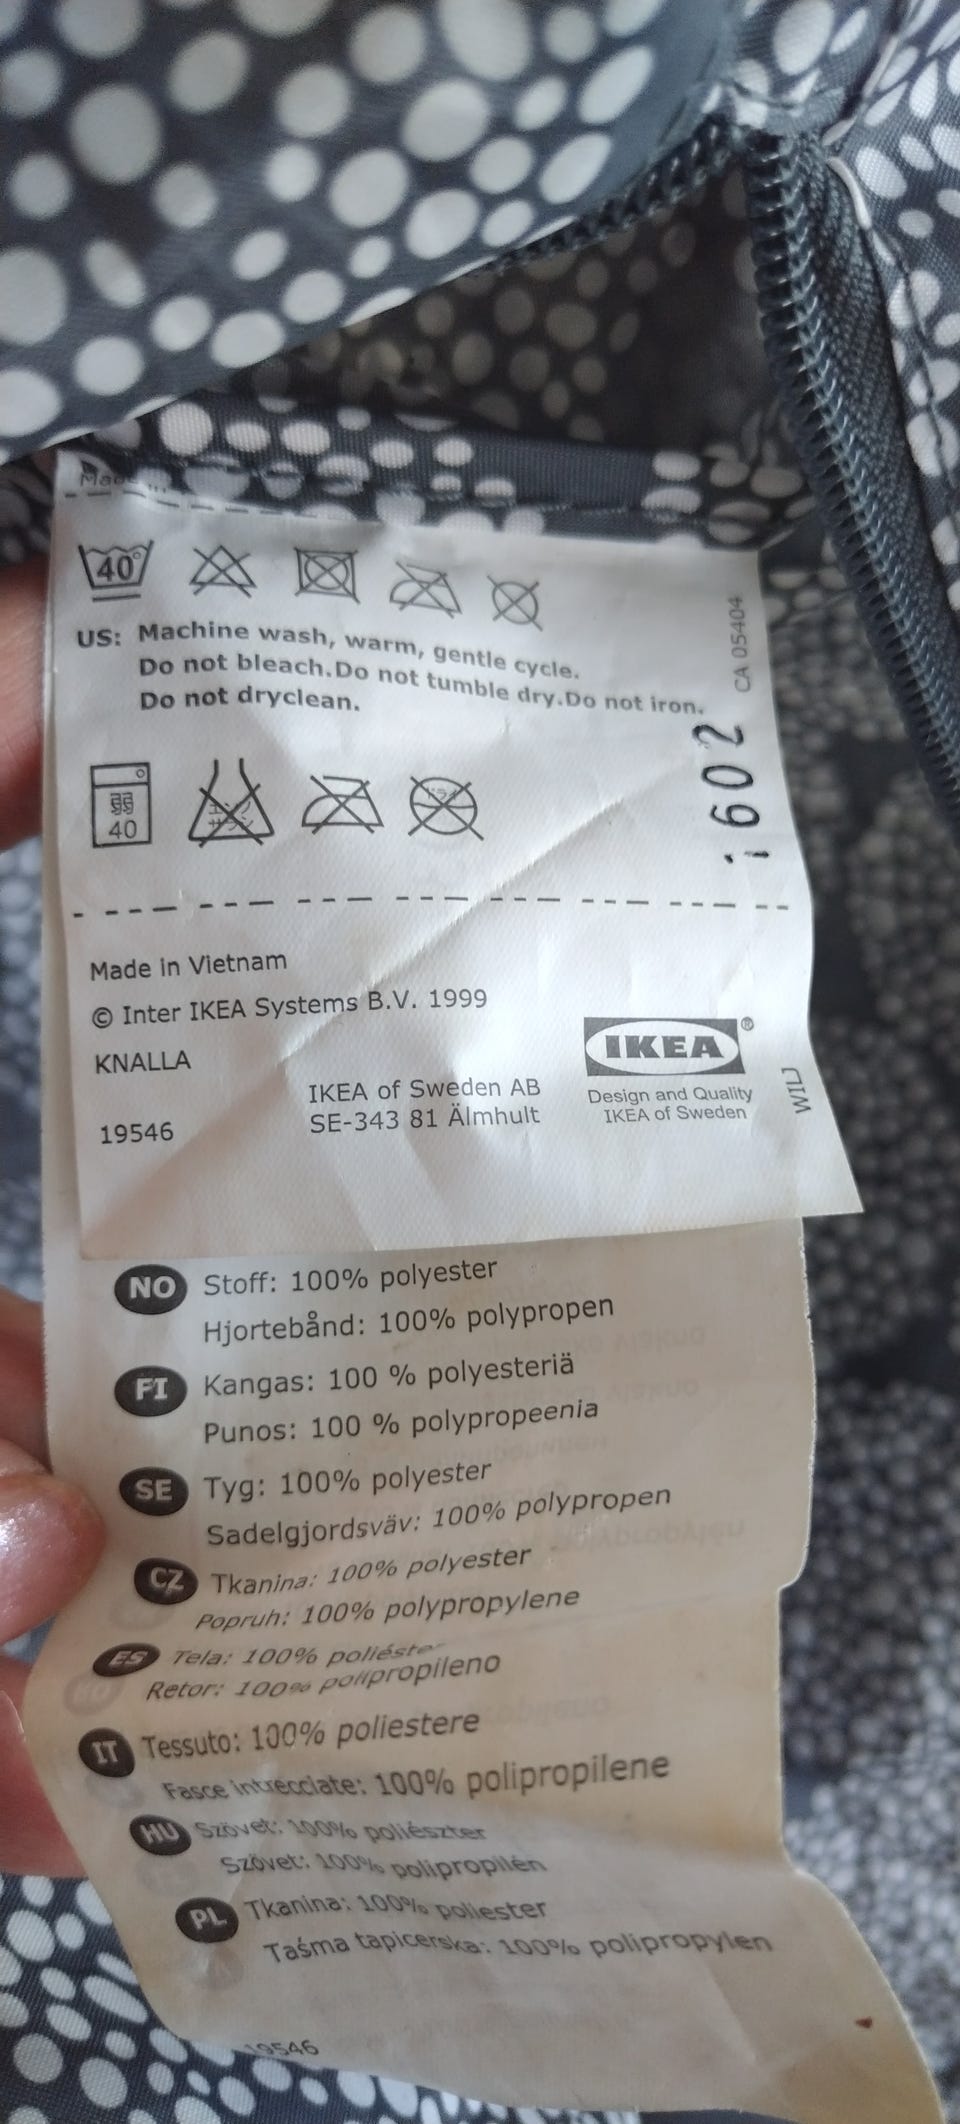 40°
US: Machine wash, warm, gentle cycle.
Do not bleach.Do not tumble dry.Do not iron.
Do not dryclean.
CA 05404
1602
弱
40
Made in Vietnam
© Inter IKEA Systems B.V. 1999
KNALLA
19546
IKEA of Sweden AB
SE-343 81 Älmhult
IKEA®
Design and Quality
IKEA of Sweden
WILJ
NO Stoff: 100% polyester
Hjortebånd: 100% polypropen
FI Kangas: 100 % polyesteriä
Punos: 100 % polypropeenia
SE Tyg: 100% polyester
Sadelgjordsväv: 100% polypropen
CZ Tkanina: 100% polyester
Popruh: 100% polypropylene
ES Tela: 100% poliéster
Retor: 100% polipropileno
IT Tessuto: 100% poliestere
Fasce intrecciate: 100% polipropilene
HU Szövet: 100% poliészter
Szövet: 100% polipropilén
PL Tkanina: 100% poliester
Taśma tapicerska: 100% polipropylen
19546